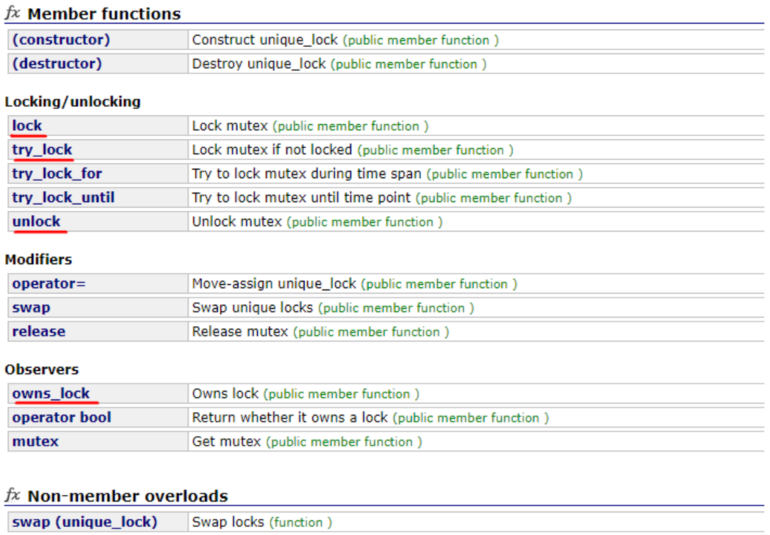 fx Member functions
(constructor) Construct unique_lock (public member function )
(destructor) Destroy unique_lock (public member function )
Locking/unlocking
lock Lock mutex (public member function )
try_lock Lock mutex if not locked (public member function )
try_lock_for Try to lock mutex during time span (public member function )
try_lock_until Try to lock mutex until time point (public member function )
unlock Unlock mutex (public member function )
Modifiers
operator= Move-assign unique_lock (public member function )
swap Swap unique locks (public member function )
release Release mutex (public member function )
Observers
owns_lock Owns lock (public member function )
operator bool Return whether it owns a lock (public member function )
mutex Get mutex (public member function )
fx Non-member overloads
swap (unique_lock) Swap locks (function )